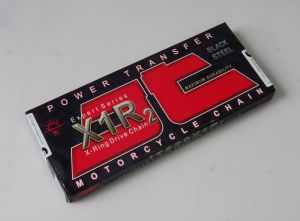 POWER TRANSFER
BLACK
STEEL
MAXIMUM DURABILITY
Expert Series
X1R2
X-Ring Drive Chain
MOTORCYCLE CHAIN